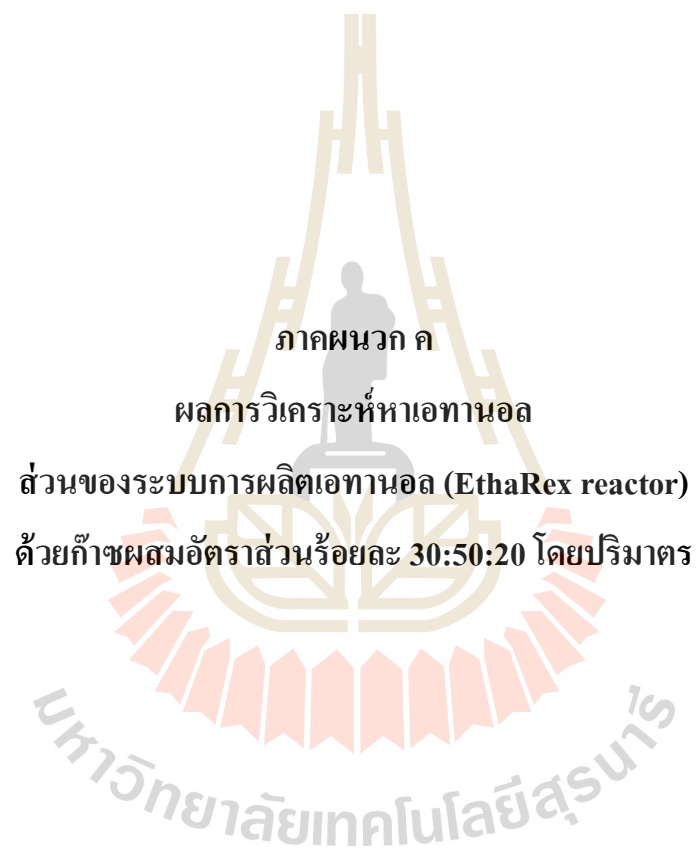 ภาคผนวก ค
ผลการวิเคราะห์หาเอทานอล
ส่วนของระบบการผลิตเอทานอล (EthaRex reactor)
ด้วยก๊าซผสมอัตราส่วนร้อยละ 30:50:20 โดยปริมาตร
มหาวิทยาลัยเทคโนโลยีสุรนารี